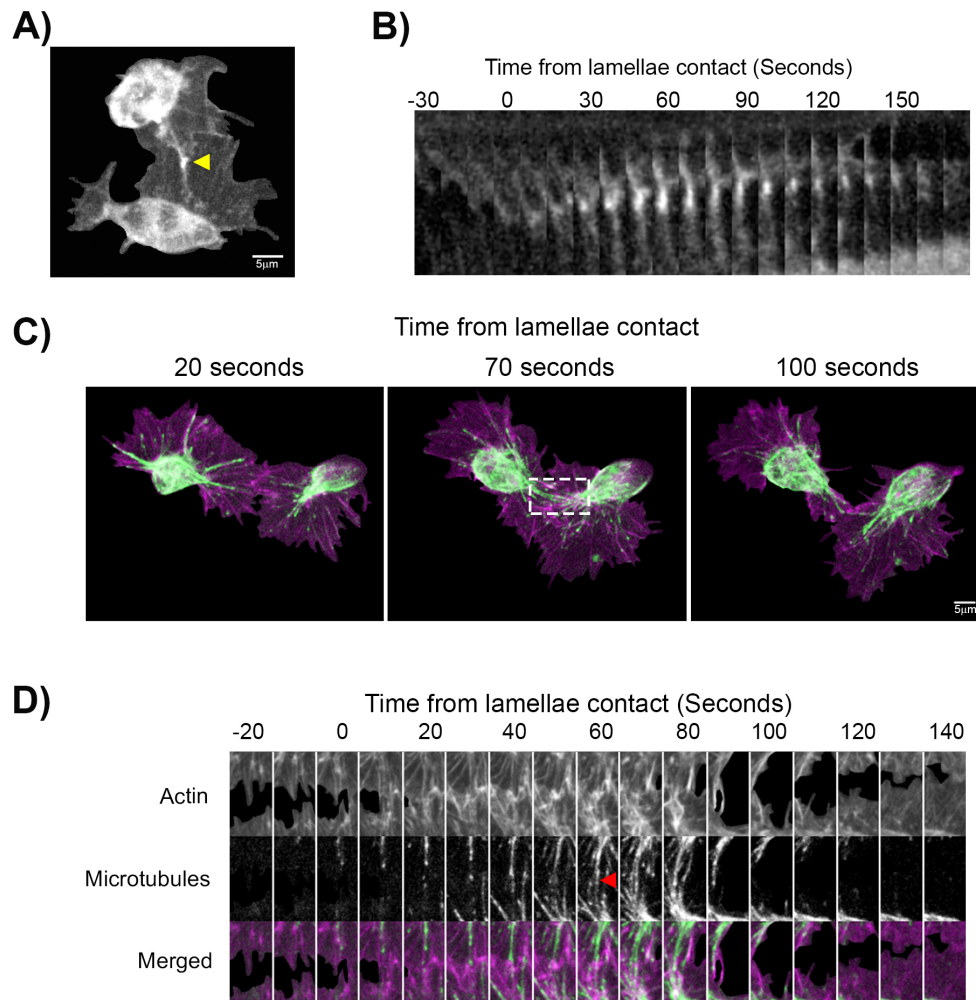 A)
5μm
B)
Time from lamellae contact (Seconds)
-30 0 30 60 90 120 150
C)
Time from lamellae contact
20 seconds 70 seconds 100 seconds
5μm
D)
Time from lamellae contact (Seconds)
-20 0 20 40 60 80 100 120 140
Actin
Microtubules
Merged